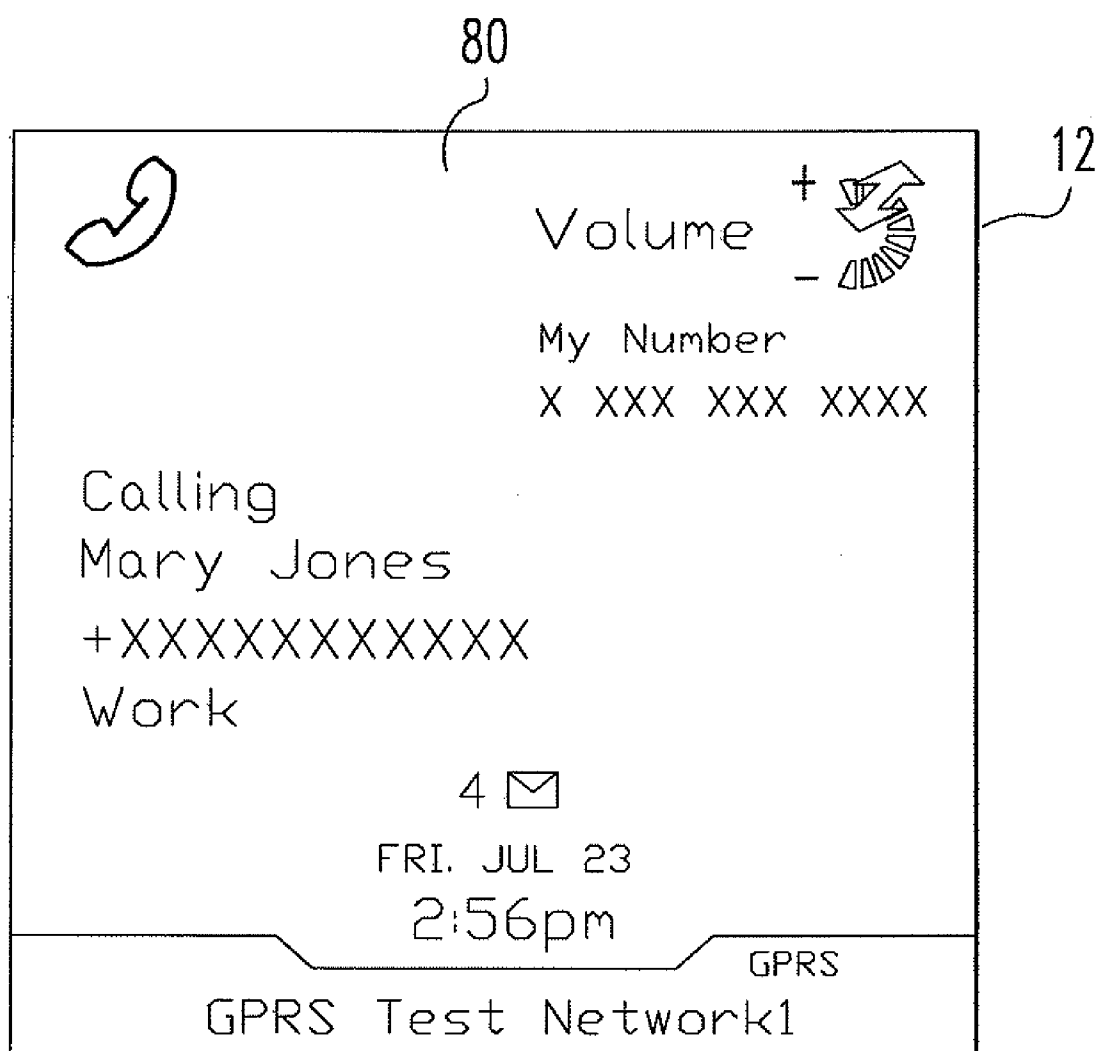 80
12
+
Volume
-
My Number
X XXX XXX XXXX
Calling
Mary Jones
+XXXXXXXXXXX
Work
4
FRI. JUL 23
2:56pm
GPRS
GPRS Test Network1